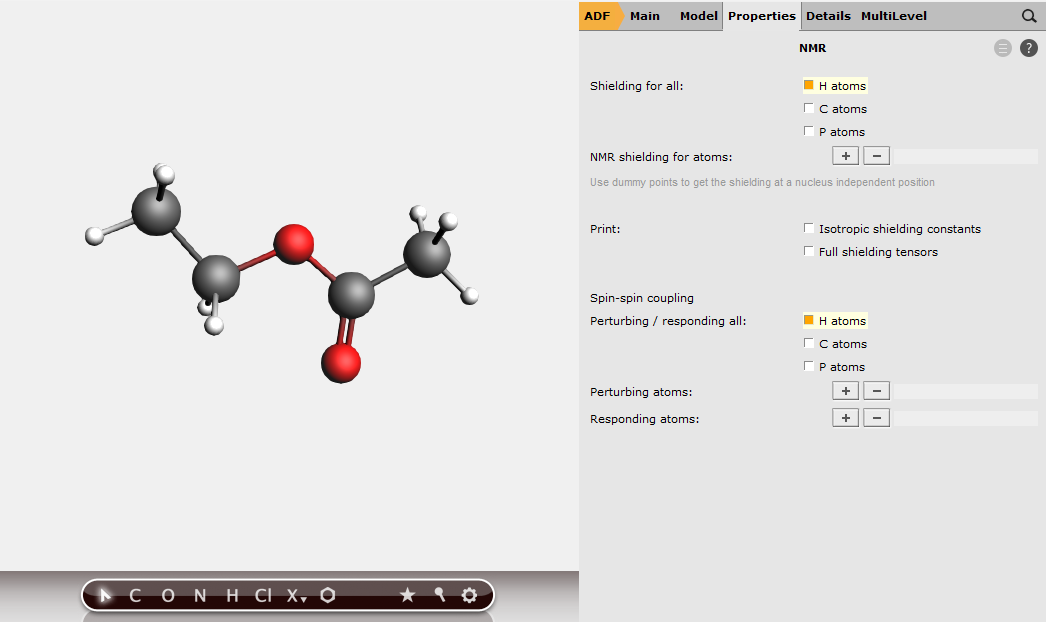 ADF Main Model Properties Details MultiLevel
NMR
?
Shielding for all: H atoms
C atoms
P atoms
NMR shielding for atoms: + −
Use dummy points to get the shielding at a nucleus independent position
Print: Isotropic shielding constants
Full shielding tensors
Spin-spin coupling
Perturbing / responding all: H atoms
C atoms
P atoms
Perturbing atoms: + −
Responding atoms: + −
C O N H Cl X